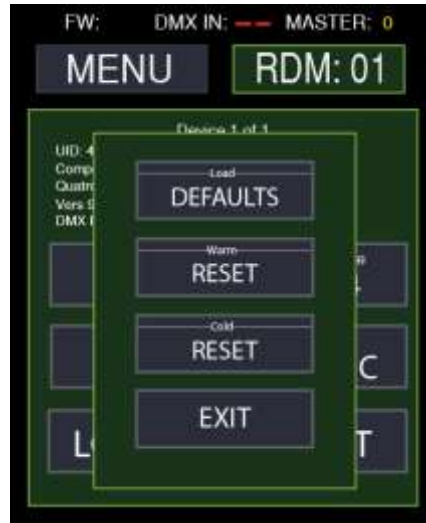 FW: DMX IN: -- MASTER: 0
MENU RDM: 01
Device 1 of 1
UID: 4
Comp
Quatro
Vers 9
DMX
Load
DEFAULTS
Warm
RESET
Cold
RESET
C
EXIT
L
T